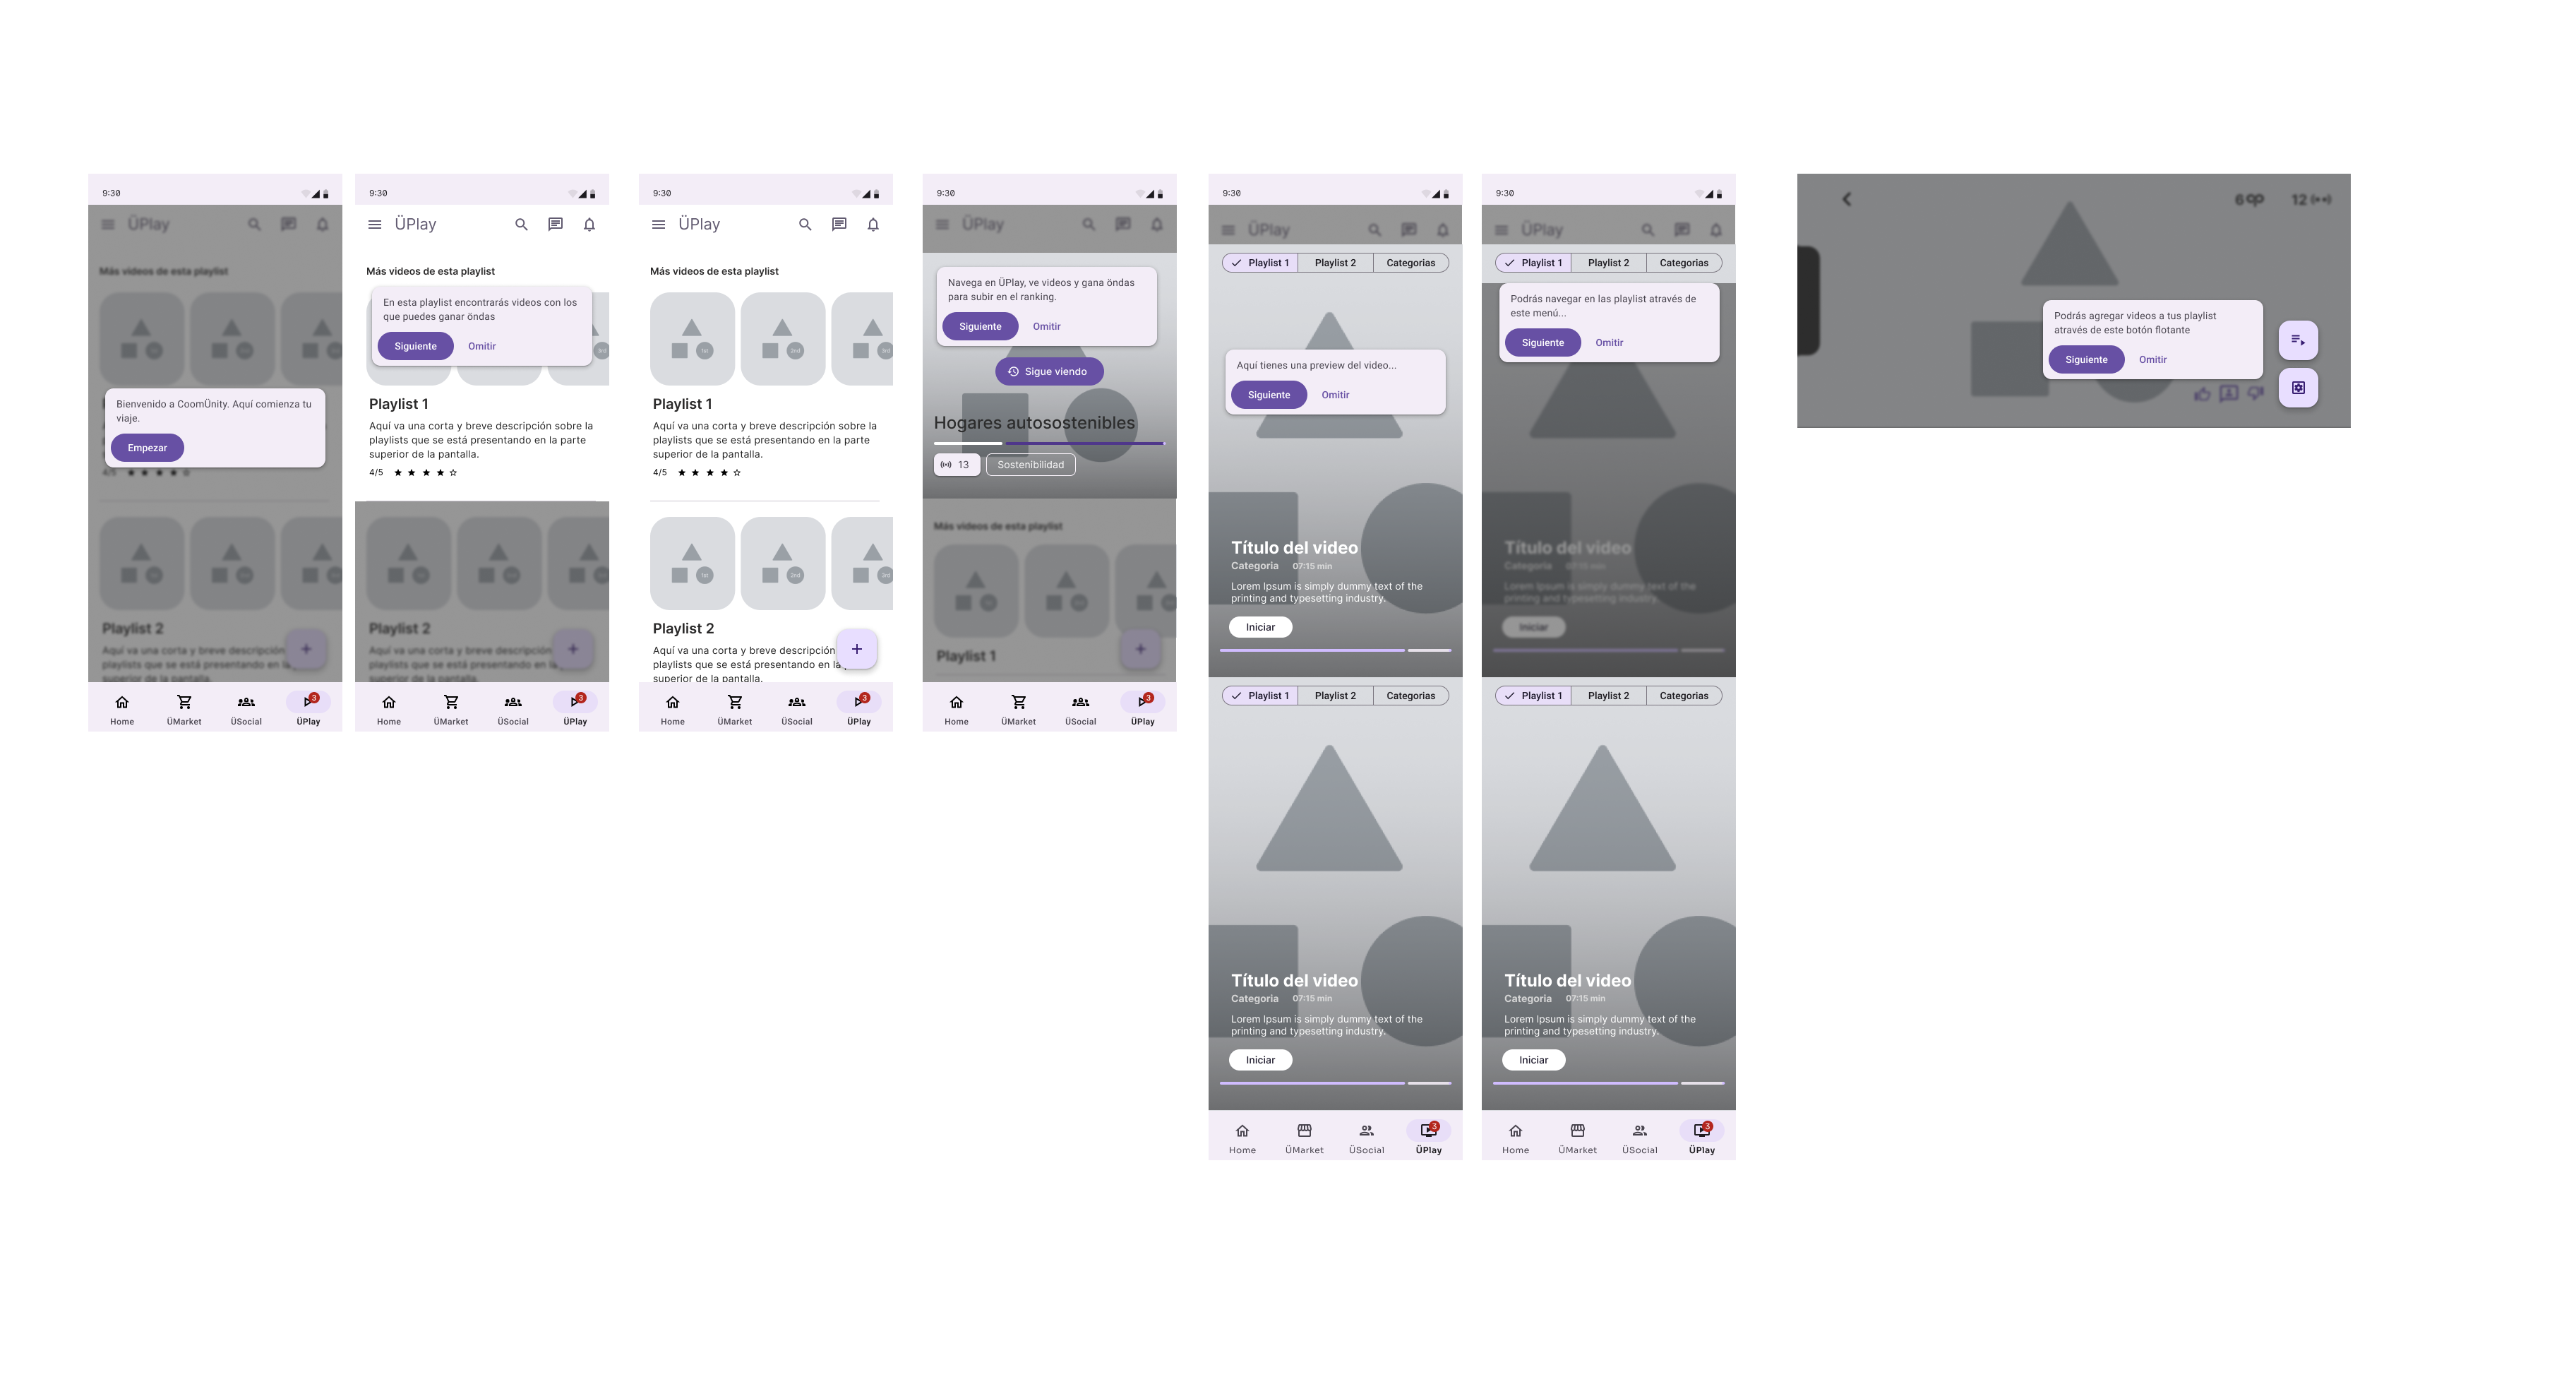 9:30
ÜPlay
Más videos de esta playlist
Bienvenido a CoomÜnity. Aquí comienza tu
viaje.
Empezar
4/5
Playlist 2
Aquí va una corta y breve descripción
playlists que se está presentando en la
superior de la pantalla.
Home
ÜMarket
ÜSocial
3
ÜPlay
9:30
ÜPlay
Más videos de esta playlist
En esta playlist encontrarás videos con los
que puedes ganar öndas
Siguiente
Omitir
3rd
Playlist 1
Aquí va una corta y breve descripción sobre la
playlists que se está presentando en la parte
superior de la pantalla.
4/5
Playlist 2
Aquí va una corta y breve descripción
playlists que se está presentando en la
superior de la pantalla.
+
Home
ÜMarket
ÜSocial
3
ÜPlay
9:30
ÜPlay
Más videos de esta playlist
1st
2nd
3rd
Playlist 1
Aquí va una corta y breve descripción sobre la
playlists que se está presentando en la parte
superior de la pantalla.
4/5
1st
2nd
3rd
Playlist 2
Aquí va una corta y breve descripción
playlists que se está presentando en la
superior de la pantalla.
+
Home
ÜMarket
ÜSocial
3
ÜPlay
9:30
ÜPlay
Navega en ÜPlay, ve videos y gana öndas
para subir en el ranking.
Siguiente
Omitir
Sigue viendo
Hogares autosostenibles
13
Sostenibilidad
Más videos de esta playlist
Playlist 1
+
Home
ÜMarket
ÜSocial
3
ÜPlay
9:30
ÜPlay
Playlist 1
Playlist 2
Categorias
Aquí tienes una preview del video...
Siguiente
Omitir
Título del video
Categoria
07:15 min
Lorem Ipsum is simply dummy text of the
printing and typesetting industry.
Iniciar
Playlist 1
Playlist 2
Categorias
Título del video
Categoria
07:15 min
Lorem Ipsum is simply dummy text of the
printing and typesetting industry.
Iniciar
Home
ÜMarket
ÜSocial
3
ÜPlay
9:30
ÜPlay
Playlist 1
Playlist 2
Categorias
Podrás navegar en las playlist através de
este menú...
Siguiente
Omitir
Título del video
Categoria
07:15 min
Lorem Ipsum is simply dummy text of the
printing and typesetting industry.
Iniciar
Playlist 1
Playlist 2
Categorias
Título del video
Categoria
07:15 min
Lorem Ipsum is simply dummy text of the
printing and typesetting industry.
Iniciar
Home
ÜMarket
ÜSocial
3
ÜPlay
6
12
Podrás agregar videos a tus playlist
através de este botón flotante
Siguiente
Omitir